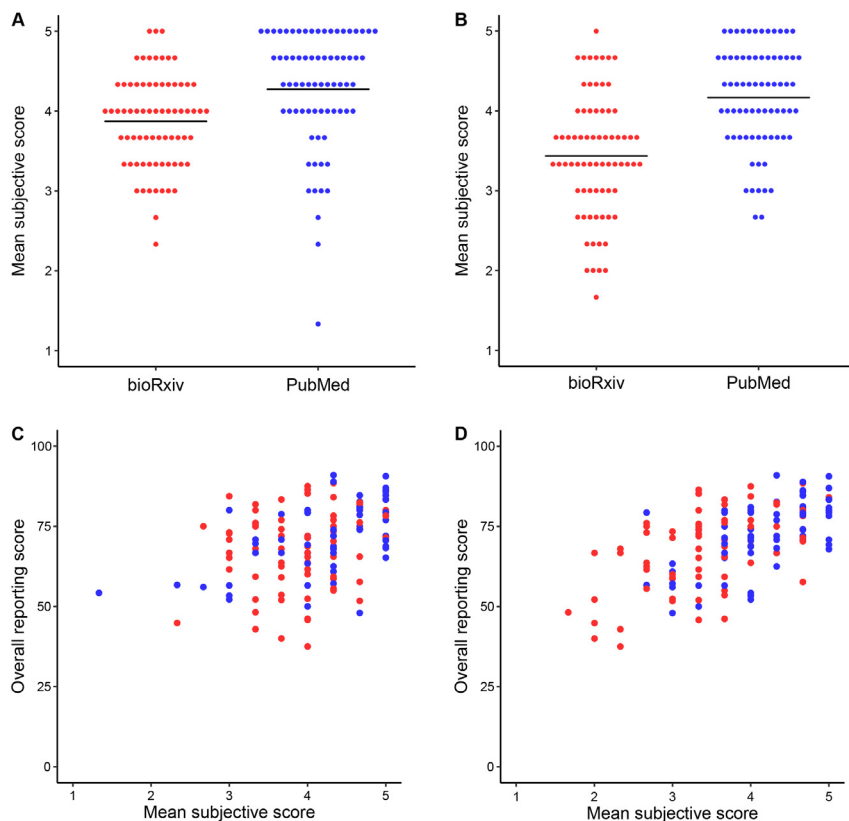 A
Mean subjective score
5
4
3
2
1
bioRxiv PubMed
B
Mean subjective score
5
4
3
2
1
bioRxiv PubMed
C
Overall reporting score
100
75
50
25
0
1 2 3 4 5
Mean subjective score
D
Overall reporting score
100
75
50
25
0
1 2 3 4 5
Mean subjective score